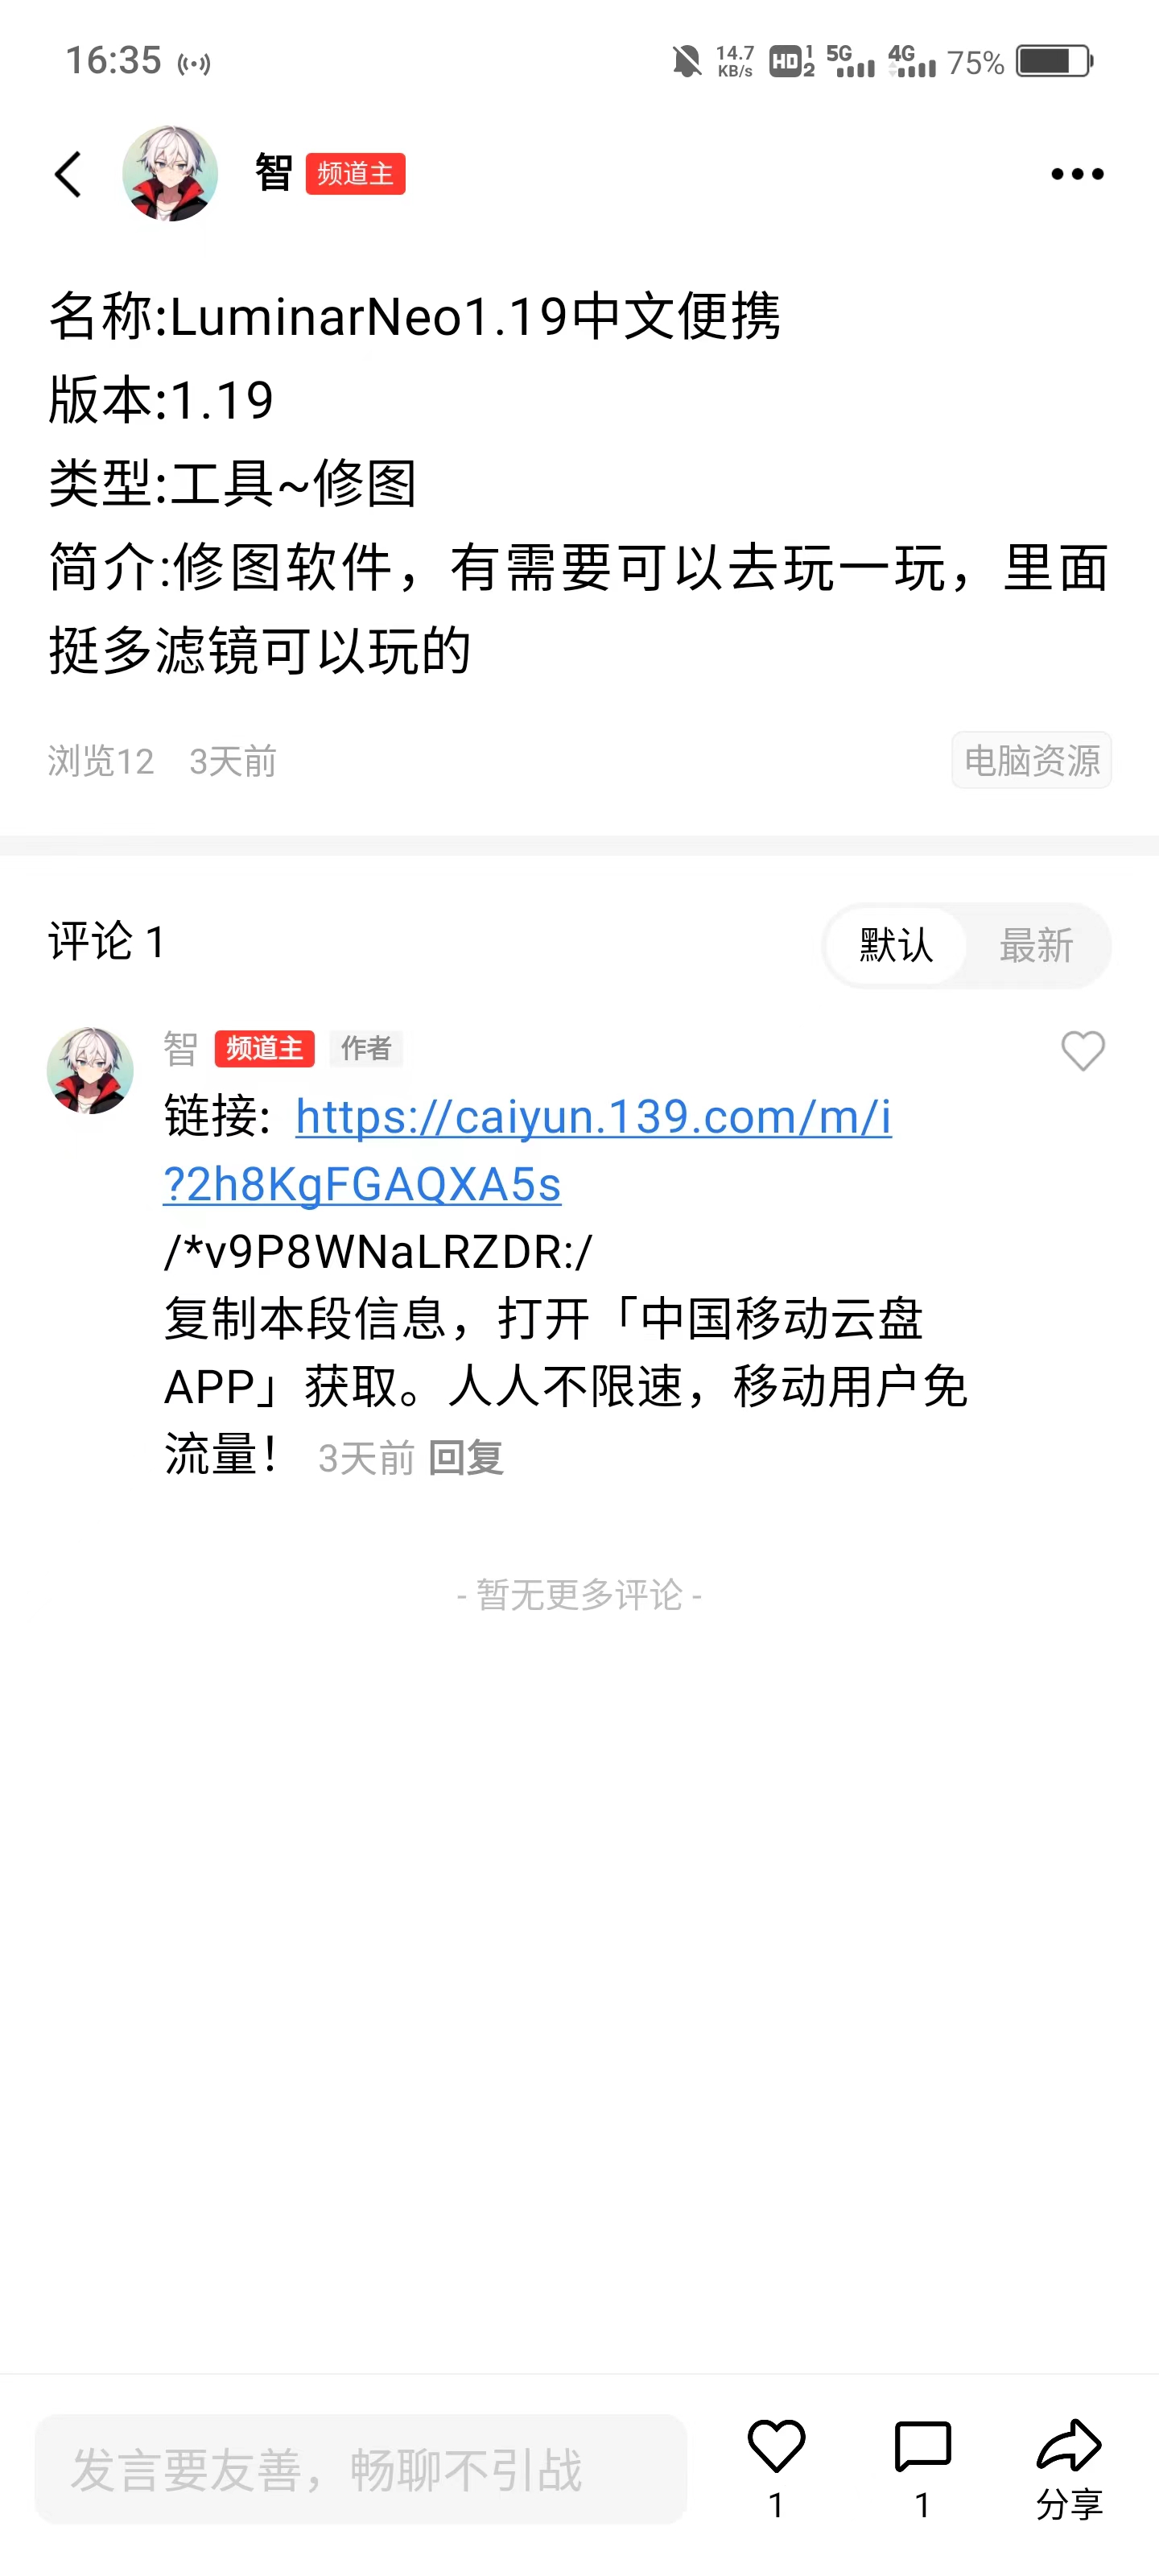 16:35
14.7 KB/s HD 1 2 5G 4G 75%
智 频道主
名称:LuminarNeo1.19中文便携
版本:1.19
类型:工具~修图
简介:修图软件，有需要可以去玩一玩，里面
挺多滤镜可以玩的
浏览12 3天前 电脑资源
评论 1 默认 最新
智 频道主 作者
链接: https://caiyun.139.com/m/i
?2h8KgFGAQXA5s
/*v9P8WNaLRZDR:/
复制本段信息，打开「中国移动云盘
APP」获取。人人不限速，移动用户免
流量！ 3天前 回复
- 暂无更多评论 -
发言要友善，畅聊不引战
1 1 分享